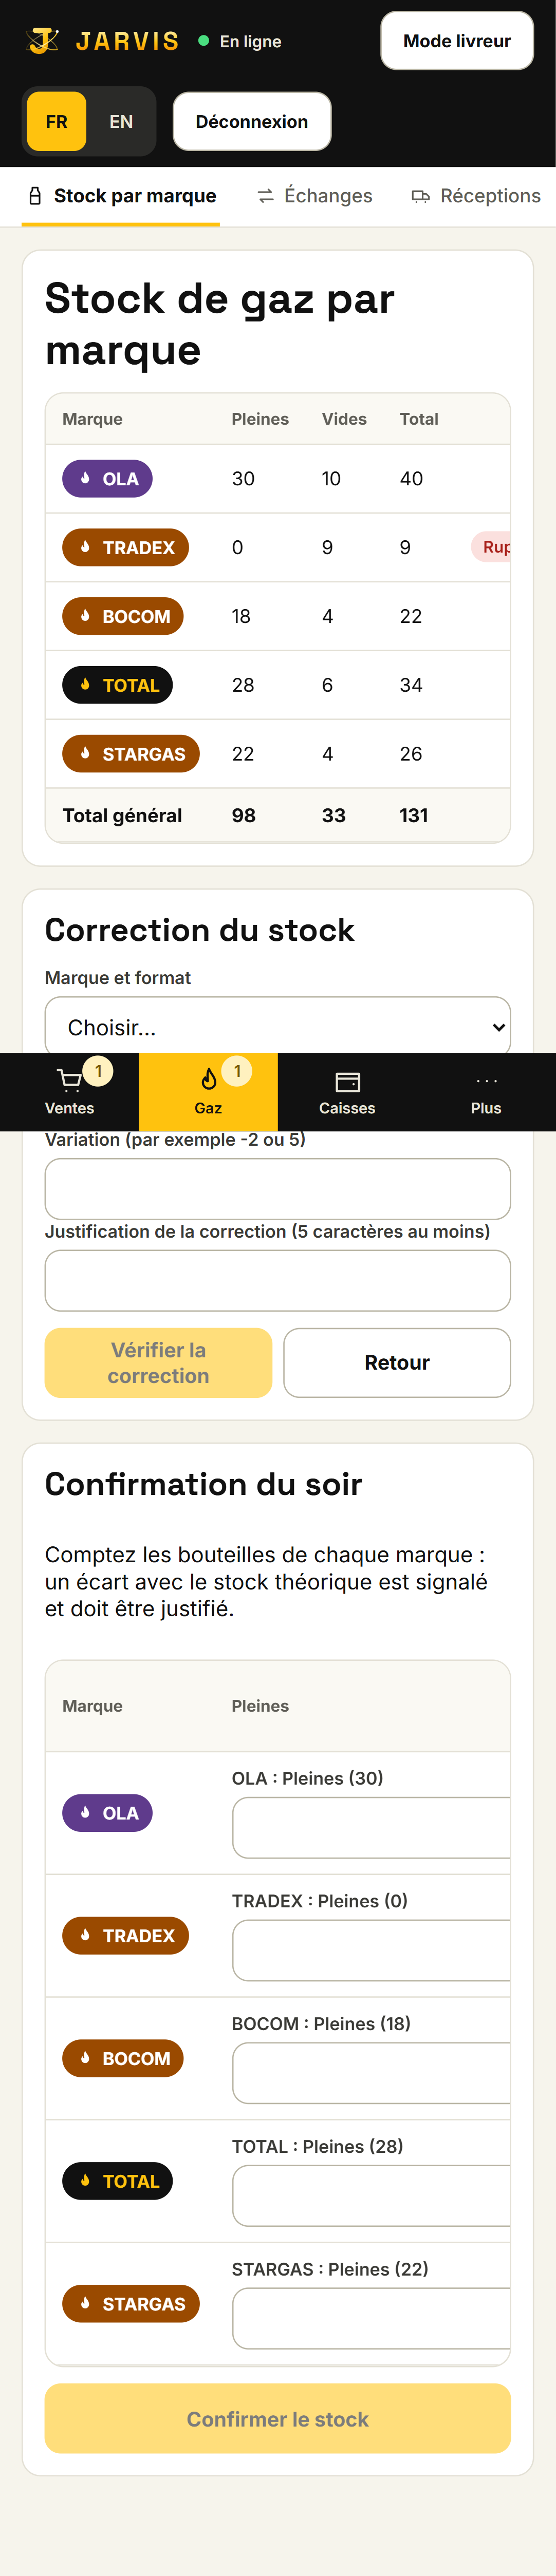 JARVIS
En ligne
Mode livreur
FR
EN
Déconnexion
Stock par marque
Échanges
Réceptions
Stock de gaz par
marque
Marque Pleines Vides Total
OLA 30 10 40
TRADEX 0 9 9 Rup
BOCOM 18 4 22
TOTAL 28 6 34
STARGAS 22 4 26
Total général 98 33 131
Correction du stock
Marque et format
Choisir...
1
1
Ventes
Gaz
Caisses
Plus
Variation (par exemple -2 ou 5)
Justification de la correction (5 caractères au moins)
Vérifier la
correction
Retour
Confirmation du soir
Comptez les bouteilles de chaque marque :
un écart avec le stock théorique est signalé
et doit être justifié.
Marque Pleines
OLA : Pleines (30)
OLA
TRADEX : Pleines (0)
TRADEX
BOCOM : Pleines (18)
BOCOM
TOTAL : Pleines (28)
TOTAL
STARGAS : Pleines (22)
STARGAS
Confirmer le stock